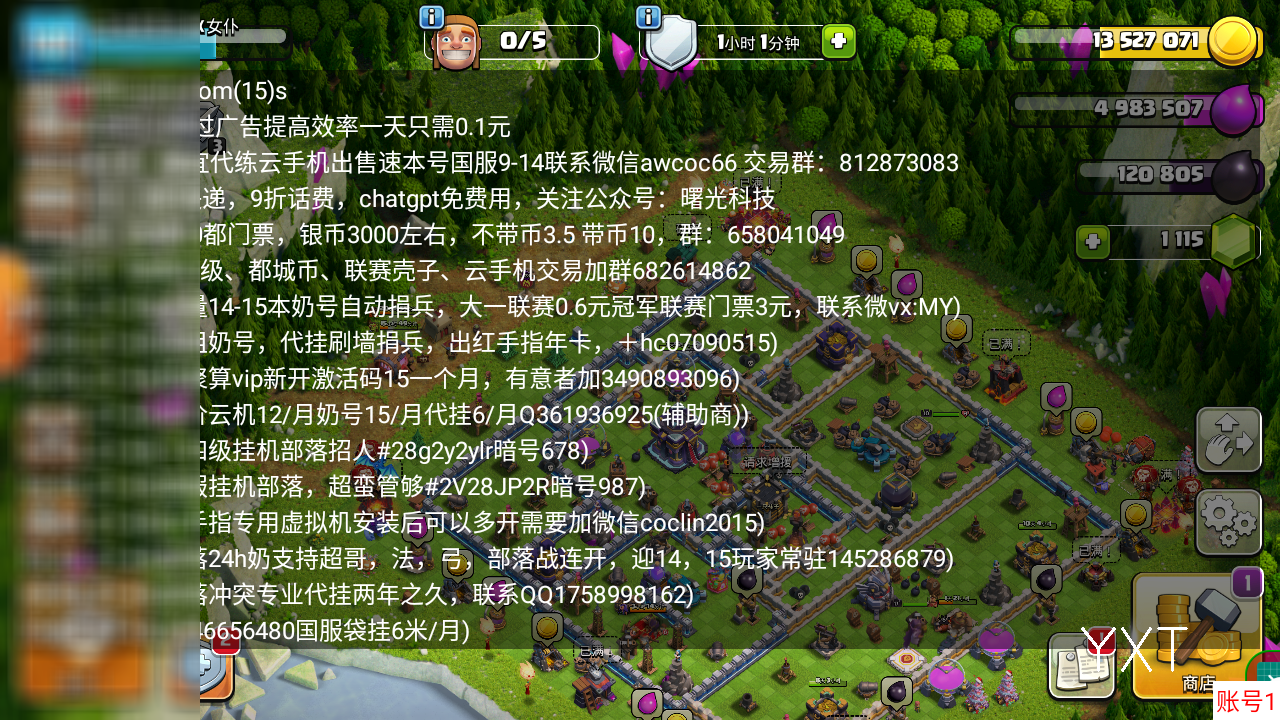 女仆
0/5
1小时 1分钟
13 527 071
om(15)s
过广告提高效率一天只需0.1元
4 983 507
3
宜代练云手机出售速本号国服9-14联系微信awcoc66 交易群：812873083
120 805
递，9折话费，chatgpt免费用，关注公众号：曙光科技
都门票，银币3000左右，不带币3.5 带币10，群：658041049
1 115
级、都城币、联赛壳子、云手机交易加群682614862
量14-15本奶号自动捐兵，大一联赛0.6元冠军联赛门票3元，联系微vx:MY)
租奶号，代挂刷墙捐兵，出红手指年卡，＋hc07090515)
已满！
聚算vip新开激活码15一个月，有意者加3490893096)
价云机12/月奶号15/月代挂6/月Q361936925(辅助商))
四级挂机部落招人#28g2y2ylr暗号678)
请求增援
服挂机部落，超蛮管够#2V28JP2R暗号987)
手指专用虚拟机安装后可以多开需要加微信coclin2015)
落24h奶支持超哥，法，弓，部落战连开，迎14，15玩家常驻145286879)
已满！
落冲突专业代挂两年之久，联系QQ1758998162)
1
46656480国服袋挂6米/月)
2
已满！
YXT
商店
账号1